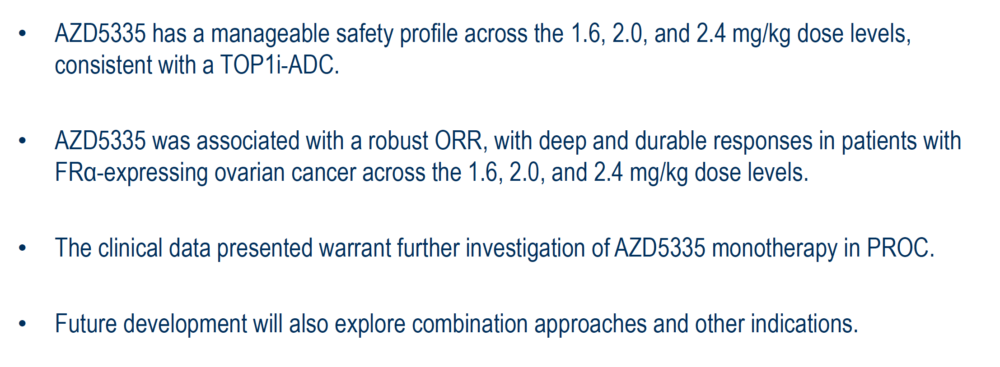 • AZD5335 has a manageable safety profile across the 1.6, 2.0, and 2.4 mg/kg dose levels,
consistent with a TOP1i-ADC.
• AZD5335 was associated with a robust ORR, with deep and durable responses in patients with
FRα-expressing ovarian cancer across the 1.6, 2.0, and 2.4 mg/kg dose levels.
• The clinical data presented warrant further investigation of AZD5335 monotherapy in PROC.
• Future development will also explore combination approaches and other indications.